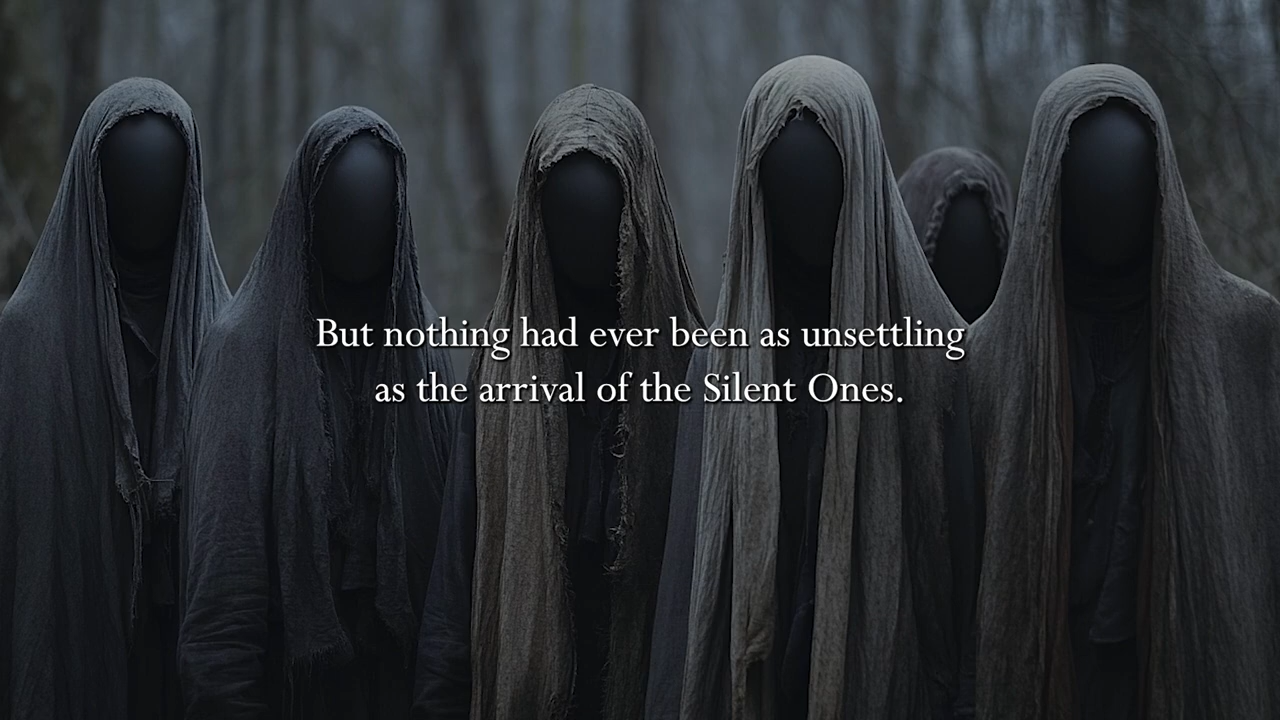 But nothing had ever been as unsettling
as the arrival of the Silent Ones.